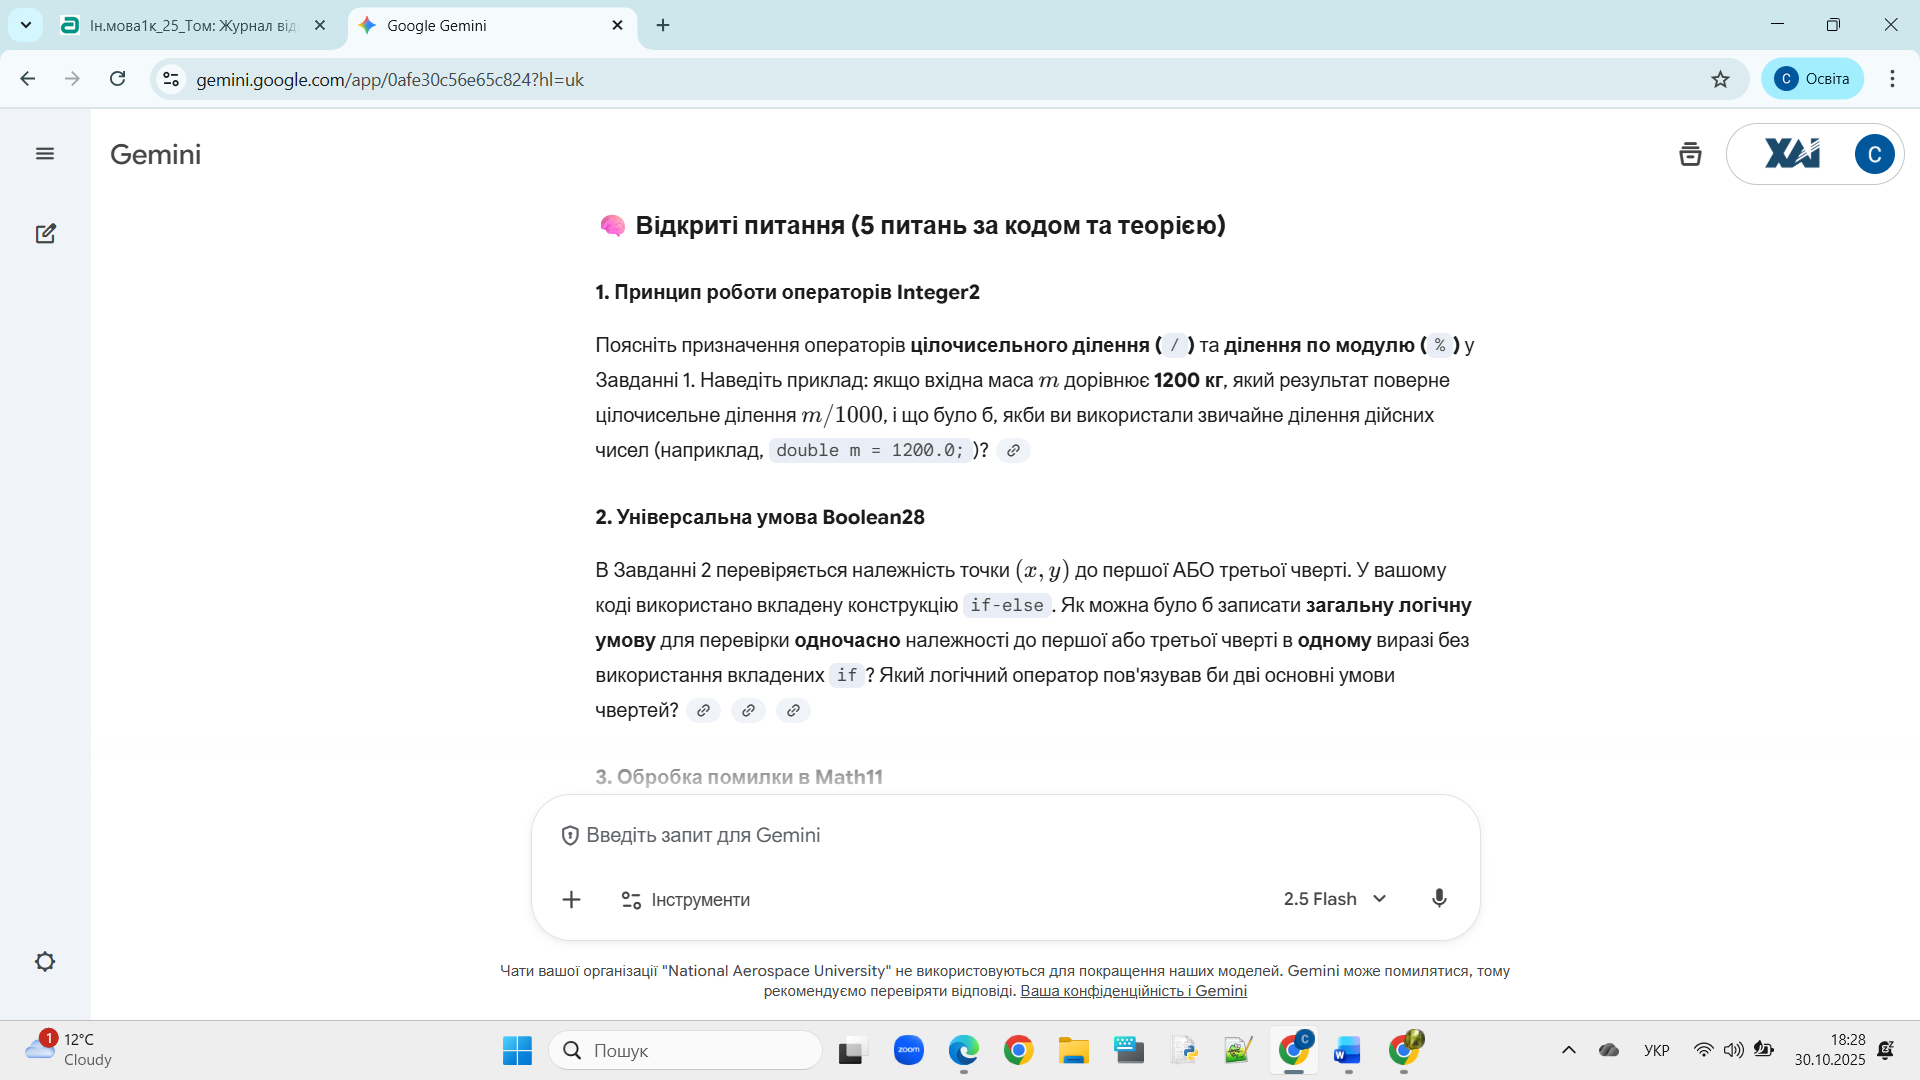 Ін.мова1к_25_Том: Журнал від
Google Gemini
gemini.google.com/app/0afe30c56e65c824?hl=uk
С Освіта
Gemini
XAI
С
🧠 Відкриті питання (5 питань за кодом та теорією)
1. Принцип роботи операторів Integer2
Поясніть призначення операторів цілочисельного ділення ( / ) та ділення по модулю ( % ) у
Завданні 1. Наведіть приклад: якщо вхідна маса m дорівнює 1200 кг, який результат поверне
цілочисельне ділення m/1000, і що було б, якби ви використали звичайне ділення дійсних
чисел (наприклад, double m = 1200.0; )?
2. Універсальна умова Boolean28
В Завданні 2 перевіряється належність точки (x, y) до першої АБО третьої чверті. У вашому
коді використано вкладену конструкцію if-else . Як можна було б записати загальну логічну
умову для перевірки одночасно належності до першої або третьої чверті в одному виразі без
використання вкладених if ? Який логічний оператор пов'язував би дві основні умови
чвертей?
3. Обробка помилки в Math11
Введіть запит для Gemini
Інструменти
2.5 Flash
Чати вашої організації "National Aerospace University" не використовуються для покращення наших моделей. Gemini може помилятися, тому
рекомендуємо перевіряти відповіді. Ваша конфіденційність і Gemini
1
12°C
Cloudy
Пошук
zoom
C
W
УКР
18:28
30.10.2025